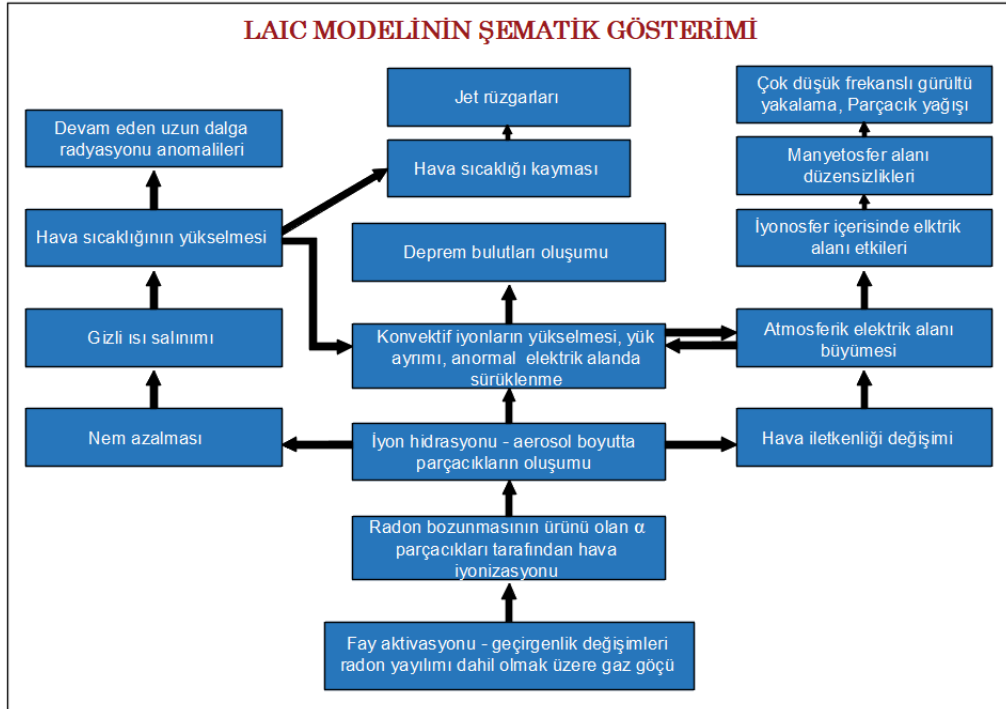 LAIC MODELİNİN ŞEMATİK GÖSTERİMİ
Jet rüzgarları
Çok düşük frekanslı gürültü
yakalama, Parçacık yağışı
Devam eden uzun dalga
radyasyonu anomalileri
Hava sıcaklığı kayması
Manyetosfer alanı
düzensizlikleri
Hava sıcaklığının yükselmesi
Deprem bulutları oluşumu
İyonosfer içerisinde elktrik
alanı etkileri
Gizli ısı salınımı
Konvektif iyonların yükselmesi, yük
ayrımı, anormal elektrik alanda
sürüklenme
Atmosferik elektrik alanı
büyümesi
Nem azalması
İyon hidrasyonu - aerosol boyutta
parçacıkların oluşumu
Hava iletkenliği değişimi
Radon bozunmasının ürünü olan α
parçacıkları tarafından hava
iyonizasyonu
Fay aktivasyonu - geçirgenlik değişimleri
radon yayılımı dahil olmak üzere gaz göçü